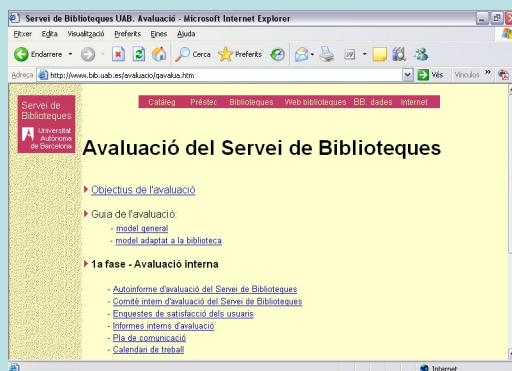 Servei de Biblioteques UAB. Avaluació - Microsoft Internet Explorer
Fitxer Edita Visualització Preferits Eines Ajuda
Endarrere Cerca Preferits
Adreça http://www.bib.uab.es/avaluacio/qavalua.htm Vés Vínculos »
Servei de
Biblioteques
Universitat
Autònoma
de Barcelona
Catàleg Préstec Biblioteques Web biblioteques BB. dades Internet
Avaluació del Servei de Biblioteques
Objectius de l'avaluació
Guia de l'avaluació:
- model general
- model adaptat a la biblioteca
1a fase - Avaluació interna
- Autoinforme d'avaluació del Servei de Biblioteques
- Comitè intern d'avaluació del Servei de Biblioteques
- Enquestes de satisfacció dels usuaris
- Informes interns d'avaluació
- Pla de comunicació
- Calendari de treball
Internet